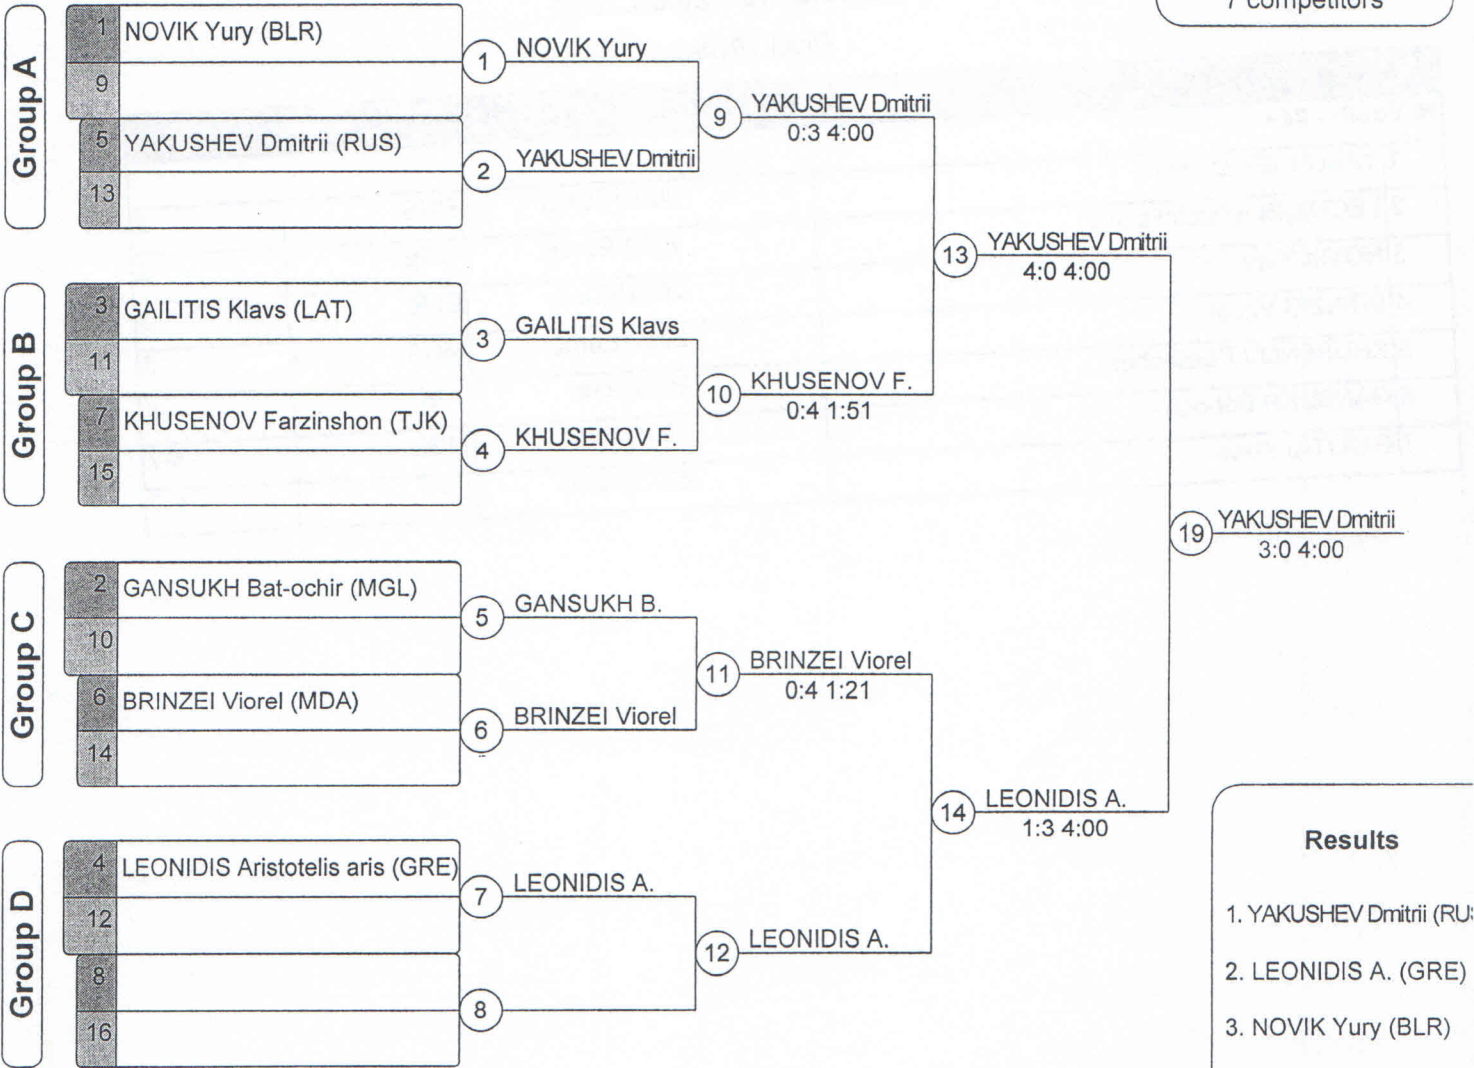 7 competitors
Group A
1 NOVIK Yury (BLR)
9
5 YAKUSHEV Dmitrii (RUS)
13
1 NOVIK Yury
2 YAKUSHEV Dmitrii
9 YAKUSHEV Dmitrii
0:3 4:00
Group B
3 GAILITIS Klavs (LAT)
11
7 KHUSENOV Farzinshon (TJK)
15
3 GAILITIS Klavs
4 KHUSENOV F.
10 KHUSENOV F.
0:4 1:51
13 YAKUSHEV Dmitrii
4:0 4:00
Group C
2 GANSUKH Bat-ochir (MGL)
10
6 BRINZEI Viorel (MDA)
14
5 GANSUKH B.
6 BRINZEI Viorel
11 BRINZEI Viorel
0:4 1:21
Group D
4 LEONIDIS Aristotelis aris (GRE)
12
8
16
7 LEONIDIS A.
8
12 LEONIDIS A.
14 LEONIDIS A.
1:3 4:00
19 YAKUSHEV Dmitrii
3:0 4:00
Results
1. YAKUSHEV Dmitrii (RUS
2. LEONIDIS A. (GRE)
3. NOVIK Yury (BLR)